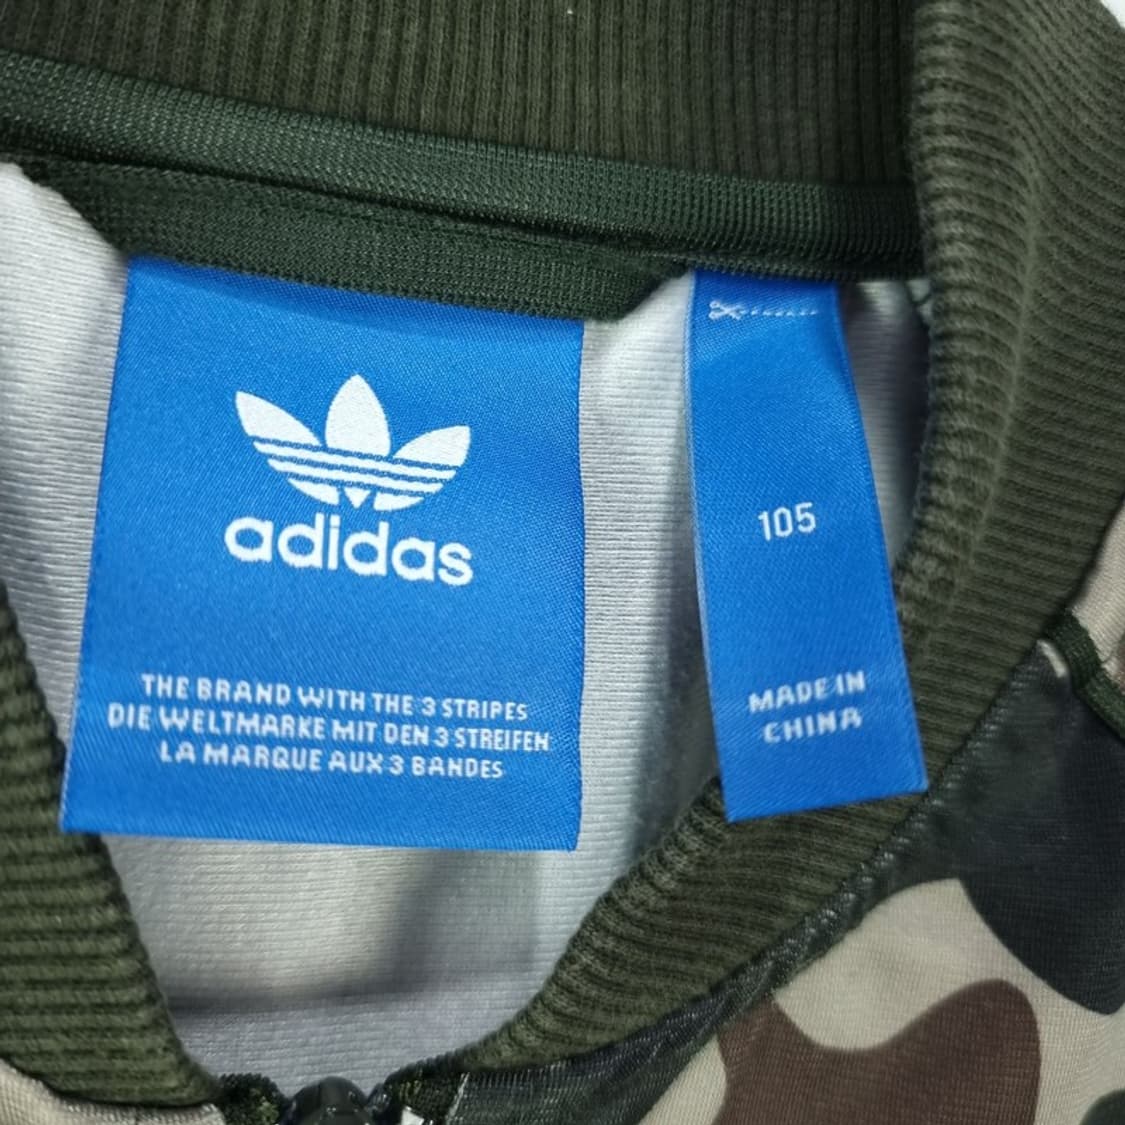 adidas
THE BRAND WITH THE 3 STRIPES
DIE WELTMARKE MIT DEN 3 STREIFEN
LA MARQUE AUX 3 BANDES
105
MADE IN
CHINA